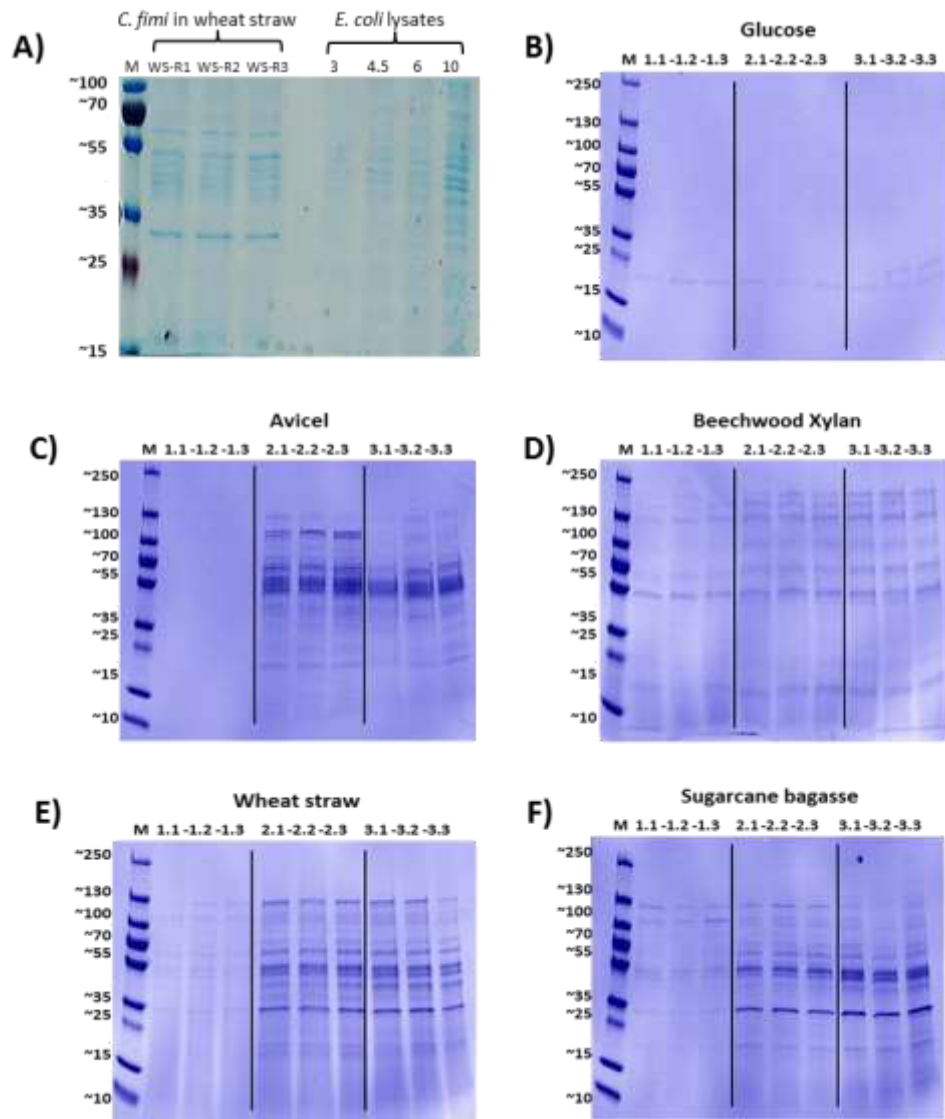 C. fimi in wheat straw E. coli lysates
A)
M WS-R1 WS-R2 WS-R3 3 4.5 6 10
~100
~70
~55
~35
~25
~15
B)
Glucose
M 1.1 -1.2 -1.3 2.1 -2.2 -2.3 3.1 -3.2 -3.3
~250
~130
~100
~70
~55
~35
~25
~15
~10
C)
Avicel
M 1.1 -1.2 -1.3 2.1 -2.2 -2.3 3.1 -3.2 -3.3
~250
~130
~100
~70
~55
~35
~25
~15
~10
D)
Beechwood Xylan
M 1.1 -1.2 -1.3 2.1 -2.2 -2.3 3.1 -3.2 -3.3
~250
~130
~100
~70
~55
~35
~25
~15
~10
E)
Wheat straw
M 1.1 -1.2 -1.3 2.1 -2.2 -2.3 3.1 -3.2 -3.3
~250
~130
~100
~70
~55
~35
~25
~15
~10
F)
Sugarcane bagasse
M 1.1 -1.2 -1.3 2.1 -2.2 -2.3 3.1 -3.2 -3.3
~250
~130
~100
~70
~55
~35
~25
~15
~10